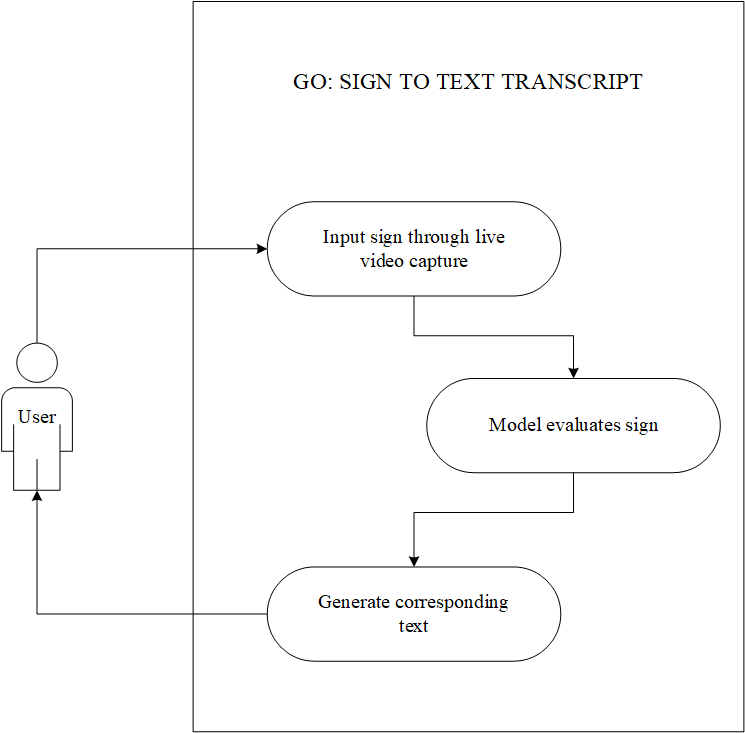 GO: SIGN TO TEXT TRANSCRIPT
Input sign through live
video capture
User
Model evaluates sign
Generate corresponding
text